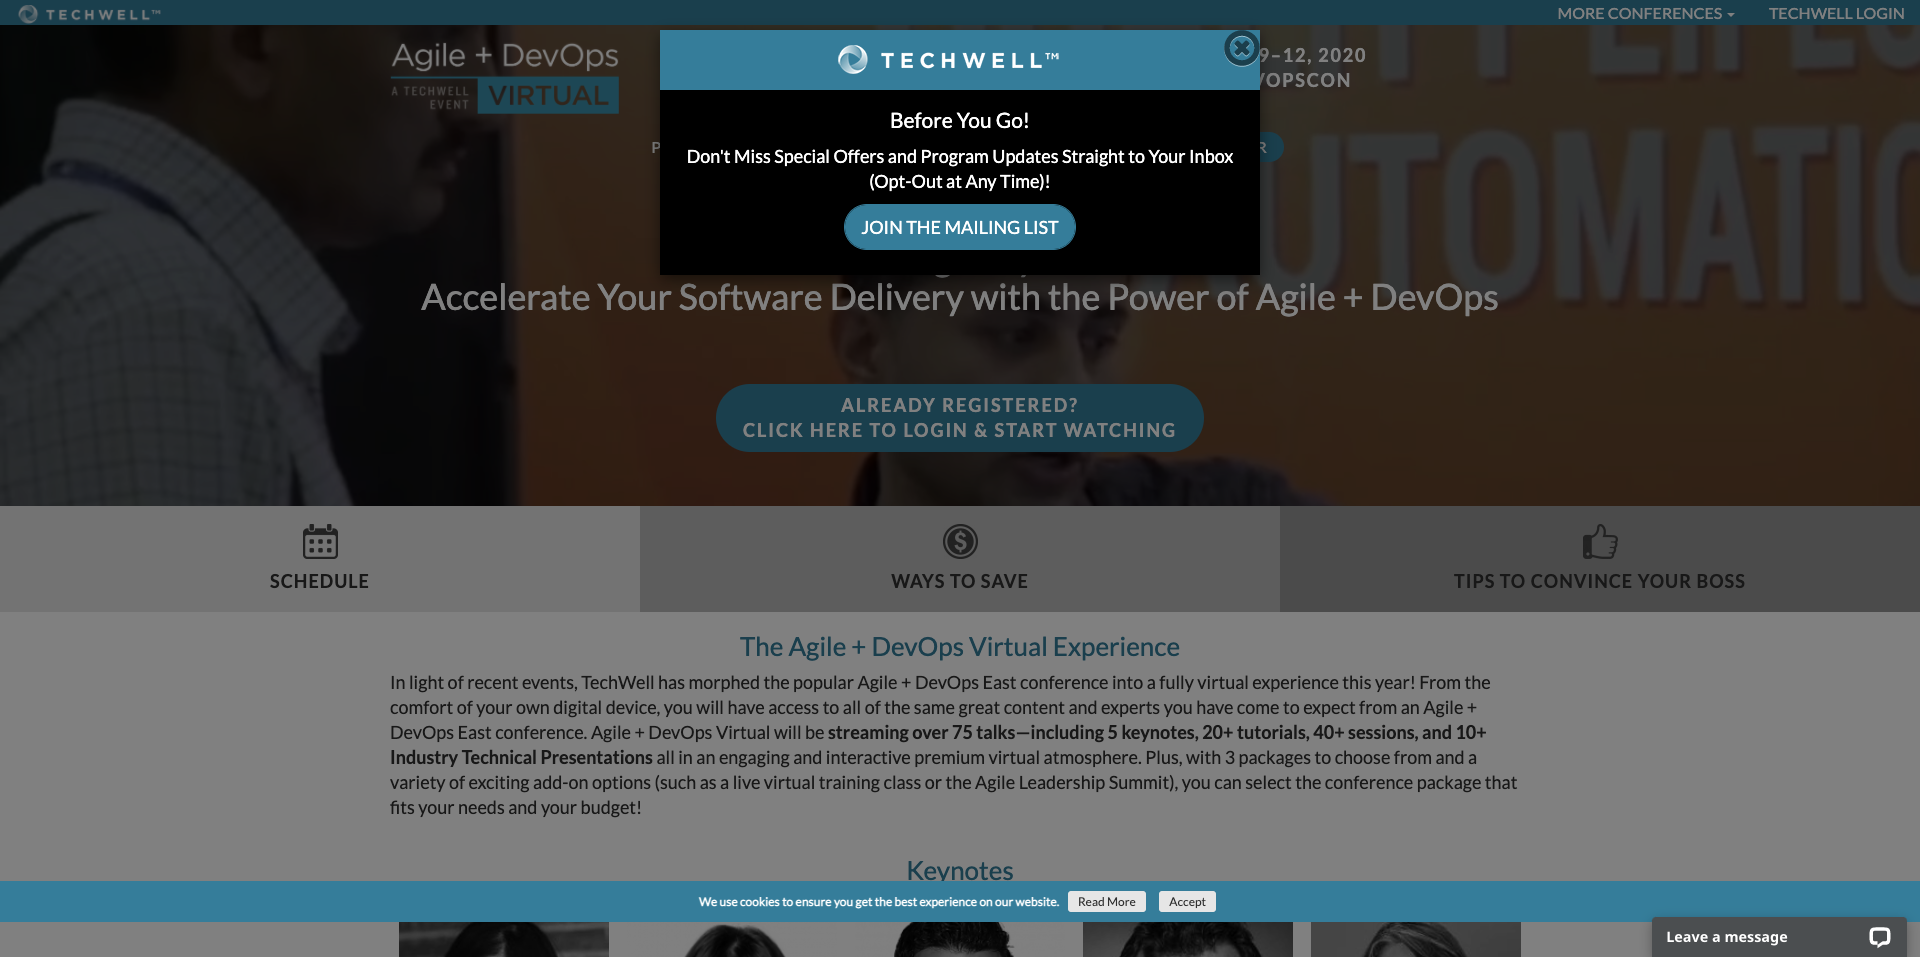 TECHWELL™
MORE CONFERENCES
TECHWELL LOGIN
Agile + DevOps
A TECHWELL
EVENT
VIRTUAL
9–12, 2020
TECHWELL™
Before You Go!
Don't Miss Special Offers and Program Updates Straight to Your Inbox
(Opt-Out at Any Time)!
JOIN THE MAILING LIST
Accelerate Your Software Delivery with the Power of Agile + DevOps
ALREADY REGISTERED?
CLICK HERE TO LOGIN & START WATCHING
SCHEDULE
WAYS TO SAVE
TIPS TO CONVINCE YOUR BOSS
The Agile + DevOps Virtual Experience
In light of recent events, TechWell has morphed the popular Agile + DevOps East conference into a fully virtual experience this year! From the
comfort of your own digital device, you will have access to all of the same great content and experts you have come to expect from an Agile +
DevOps East conference. Agile + DevOps Virtual will be streaming over 75 talks—including 5 keynotes, 20+ tutorials, 40+ sessions, and 10+
Industry Technical Presentations all in an engaging and interactive premium virtual atmosphere. Plus, with 3 packages to choose from and a
variety of exciting add-on options (such as a live virtual training class or the Agile Leadership Summit), you can select the conference package that
fits your needs and your budget!
Keynotes
We use cookies to ensure you get the best experience on our website.
Read More
Accept
Leave a message